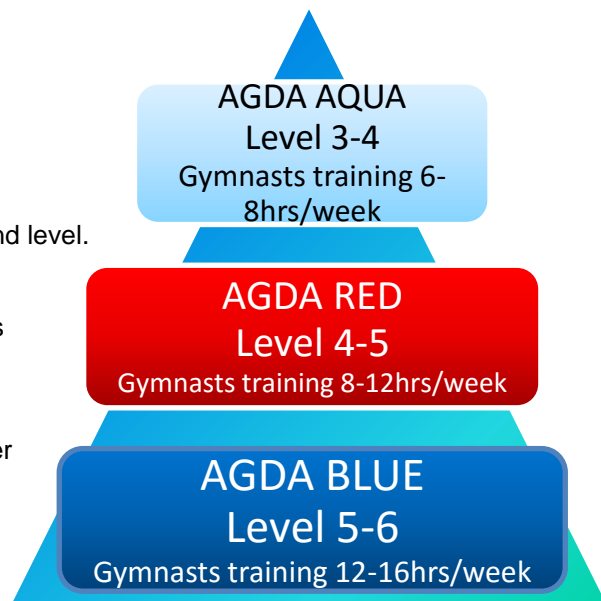 AGDA AQUA
Level 3-4
Gymnasts training 6-
8hrs/week
nd level.
AGDA RED
s
Level 4-5
Gymnasts training 8-12hrs/week
er
AGDA BLUE
Level 5-6
Gymnasts training 12-16hrs/week